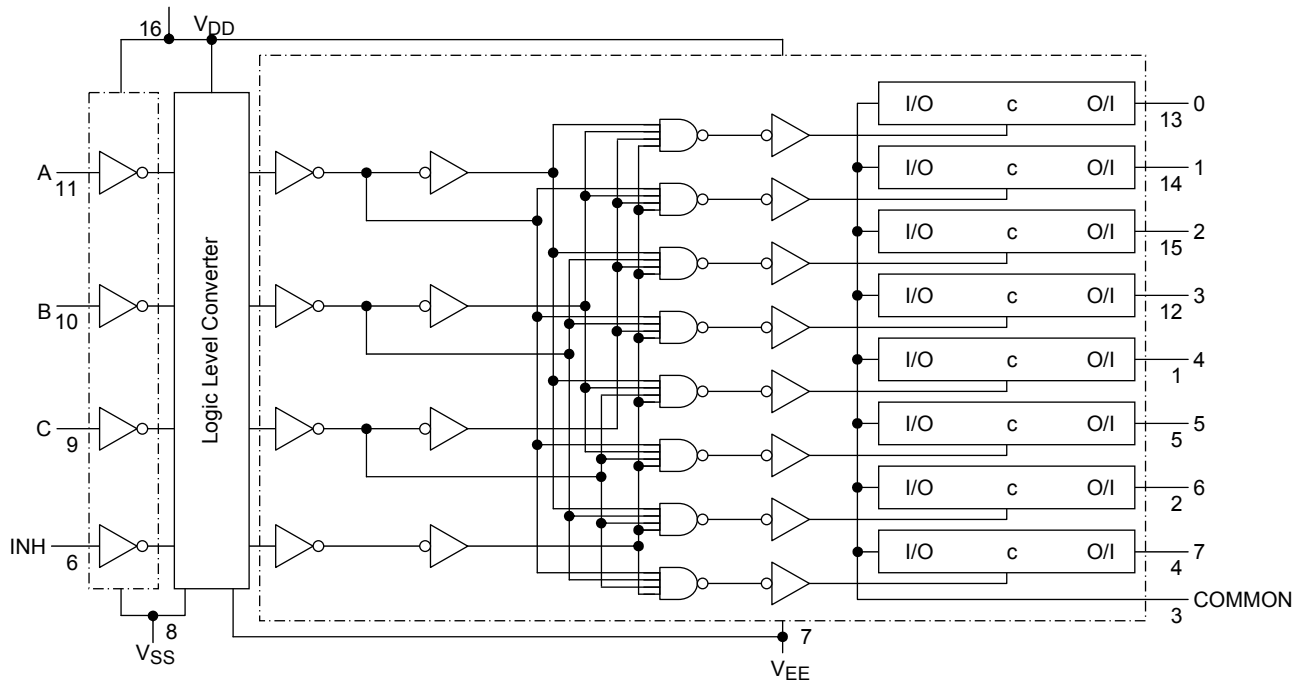 16 VDD
I/O c O/I 0
13
A
11
I/O c O/I 1
14
I/O c O/I 2
15
B
10
I/O c O/I 3
12
Logic Level Converter
I/O c O/I 4
1
C
9
I/O c O/I 5
5
I/O c O/I 6
2
INH
6
I/O c O/I 7
4
COMMON
3
8
VSS
7
VEE